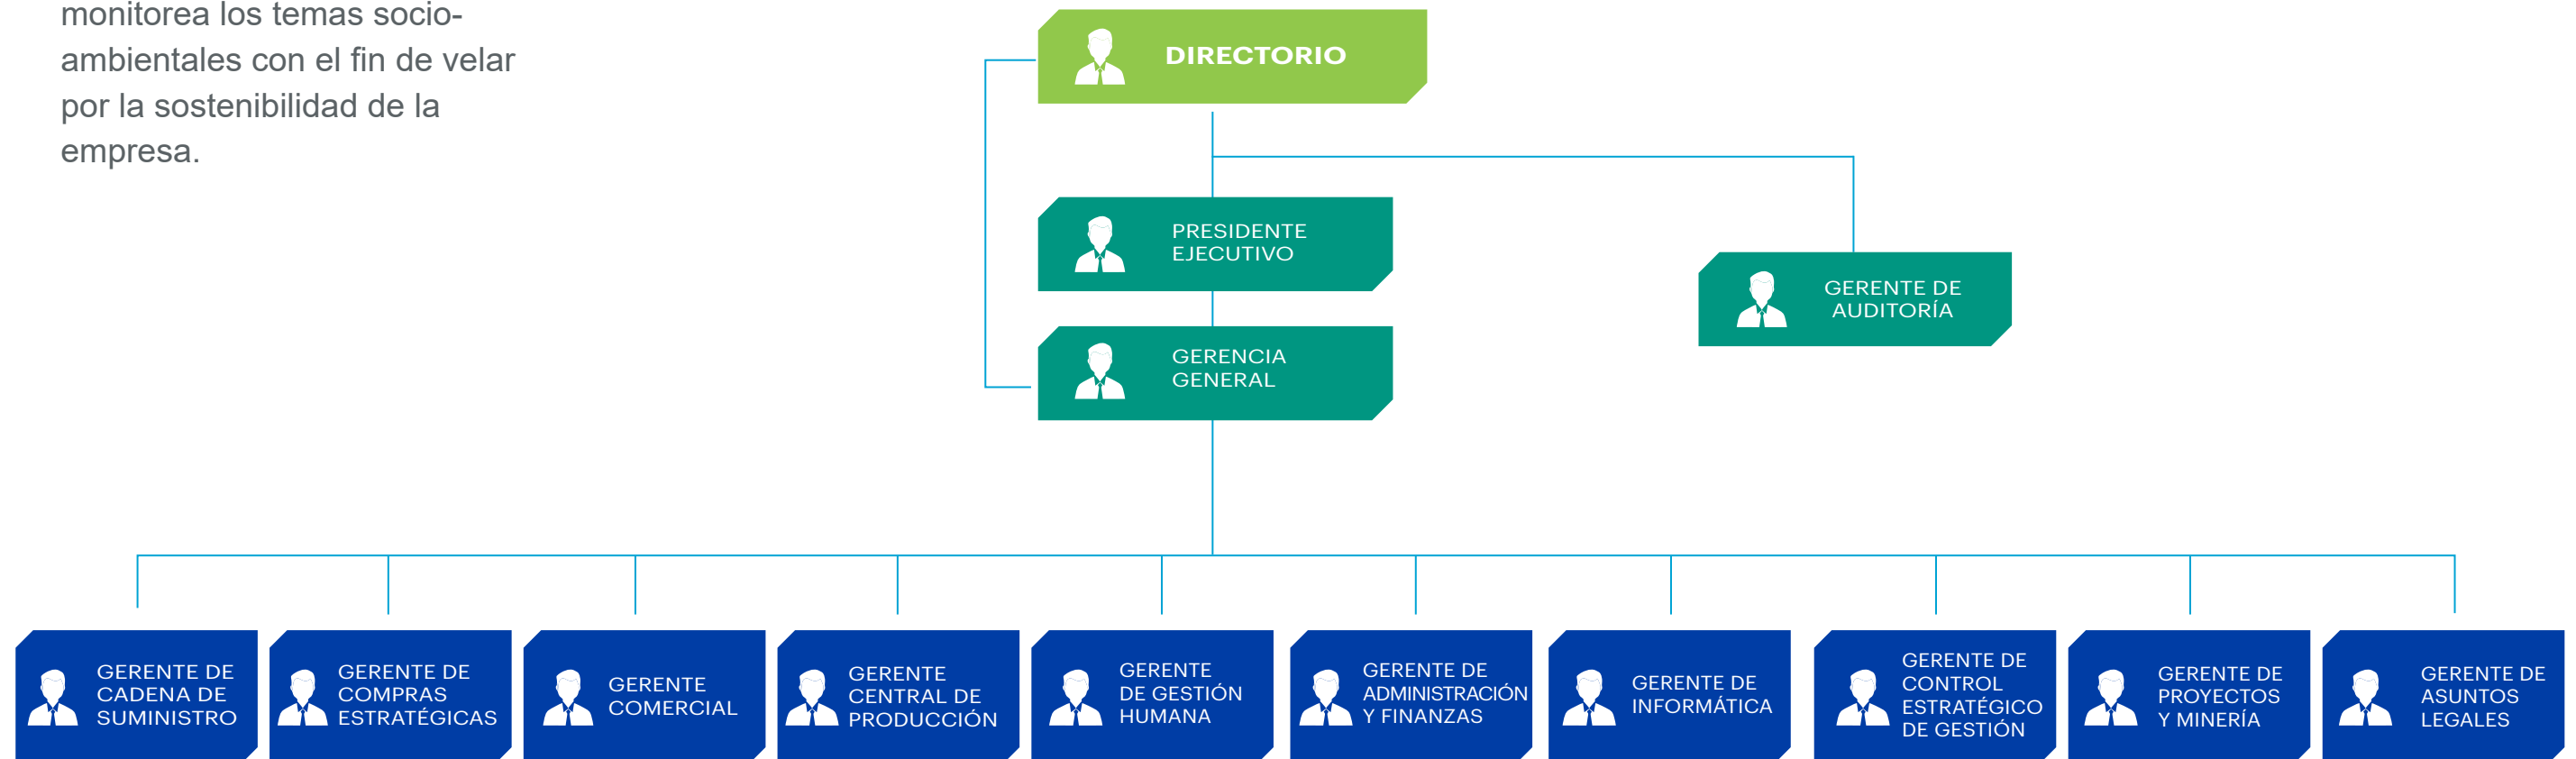 monitorea los temas socio-
ambientales con el fin de velar
por la sostenibilidad de la
empresa.
DIRECTORIO
PRESIDENTE
EJECUTIVO
GERENTE DE
AUDITORÍA
GERENCIA
GENERAL
GERENTE DE
CADENA DE
SUMINISTRO
GERENTE DE
COMPRAS
ESTRATÉGICAS
GERENTE
COMERCIAL
GERENTE
CENTRAL DE
PRODUCCIÓN
GERENTE
DE GESTIÓN
HUMANA
GERENTE DE
ADMINISTRACIÓN
Y FINANZAS
GERENTE DE
INFORMÁTICA
GERENTE DE
CONTROL
ESTRATÉGICO
DE GESTIÓN
GERENTE DE
PROYECTOS
Y MINERÍA
GERENTE DE
ASUNTOS
LEGALES